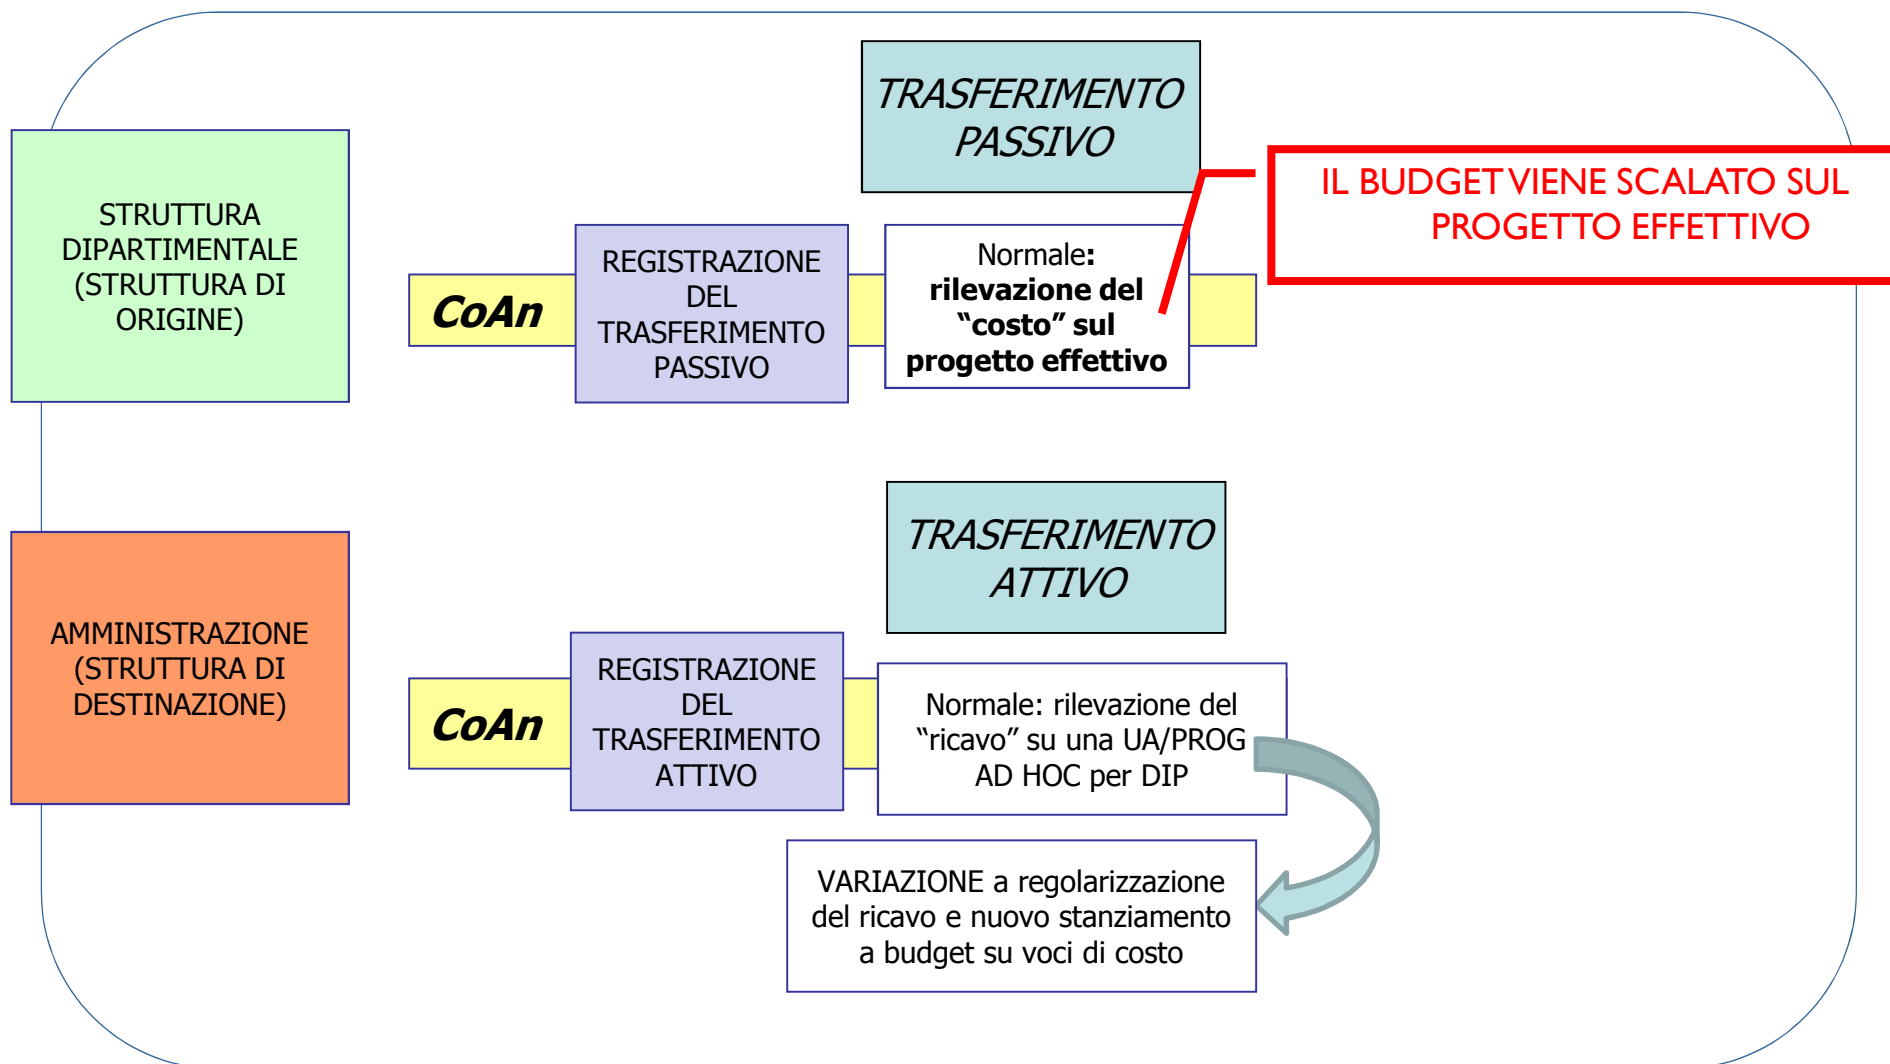 TRASFERIMENTO
PASSIVO
IL BUDGET VIENE SCALATO SUL
PROGETTO EFFETTIVO
STRUTTURA
DIPARTIMENTALE
(STRUTTURA DI
ORIGINE)
CoAn
REGISTRAZIONE
DEL
TRASFERIMENTO
PASSIVO
Normale:
rilevazione del
“costo” sul
progetto effettivo
TRASFERIMENTO
ATTIVO
AMMINISTRAZIONE
(STRUTTURA DI
DESTINAZIONE)
CoAn
REGISTRAZIONE
DEL
TRASFERIMENTO
ATTIVO
Normale: rilevazione del
“ricavo” su una UA/PROG
AD HOC per DIP
VARIAZIONE a regolarizzazione
del ricavo e nuovo stanziamento
a budget su voci di costo